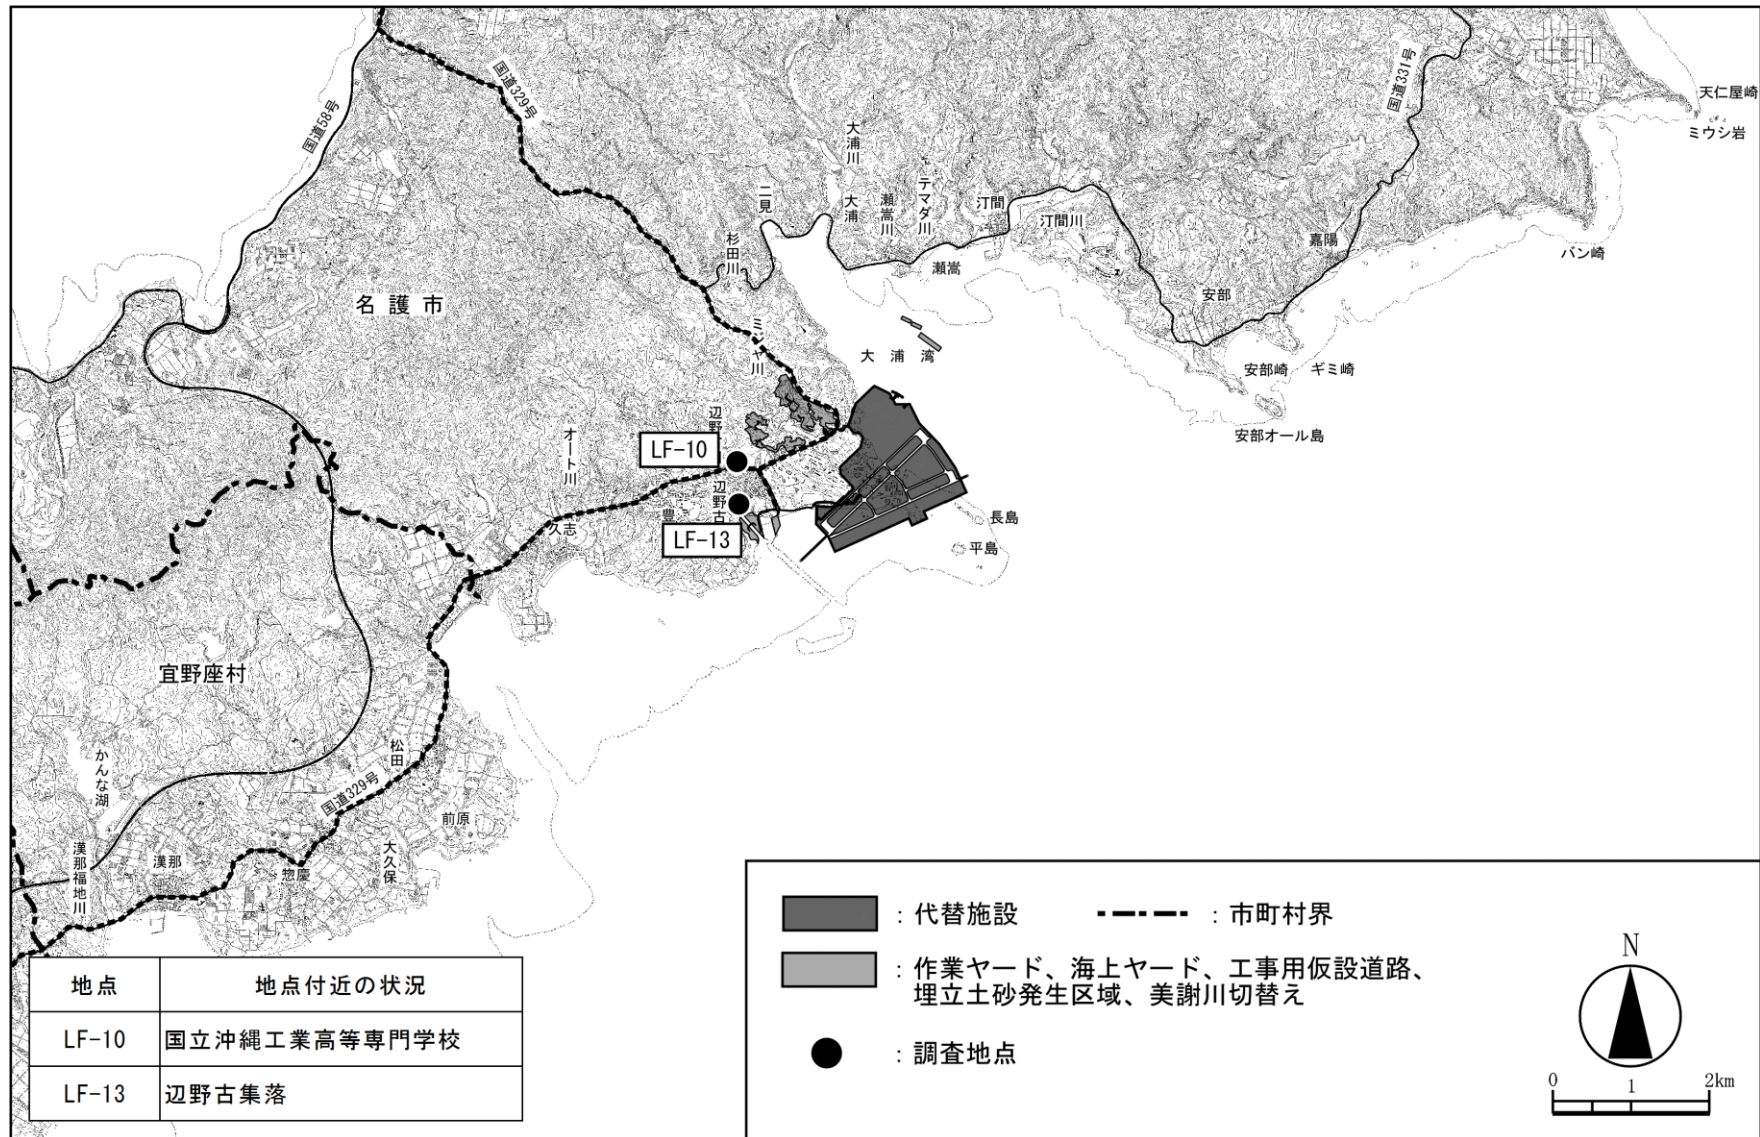 国道58号
国道329号
国道331号
天仁屋崎
ミウシ岩
バン崎
大浦川
大浦
瀬嵩川
テマダ川
汀間
汀間川
二見
杉田川
瀬嵩
嘉陽
安部
名護市
ミジャ川
大浦湾
安部崎
ギミ崎
安部オール島
オート川
辺野
LF-10
辺野古
豊
久志
LF-13
長島
平島
宜野座村
かんな湖
松田
国道329号
前原
大久保
漢那福地川
漢那
惣慶
地点 地点付近の状況
LF-10 国立沖縄工業高等専門学校
LF-13 辺野古集落
:代替施設
:市町村界
:作業ヤード、海上ヤード、工事用仮設道路、
埋立土砂発生区域、美謝川切替え
:調査地点
N
0 1 2km